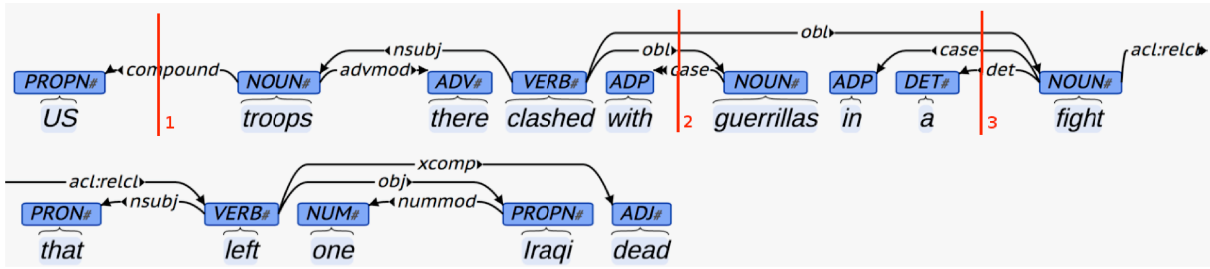 obl
nsubj obl case acl:relcl
compound advmod case det
PROPN# NOUN# ADV# VERB# ADP NOUN# ADP DET# NOUN#
US troops there clashed with guerrillas in a fight
1 2 3
xcomp
acl:relcl obj
nsubj nummod
PRON# VERB# NUM# PROPN# ADJ#
that left one Iraqi dead